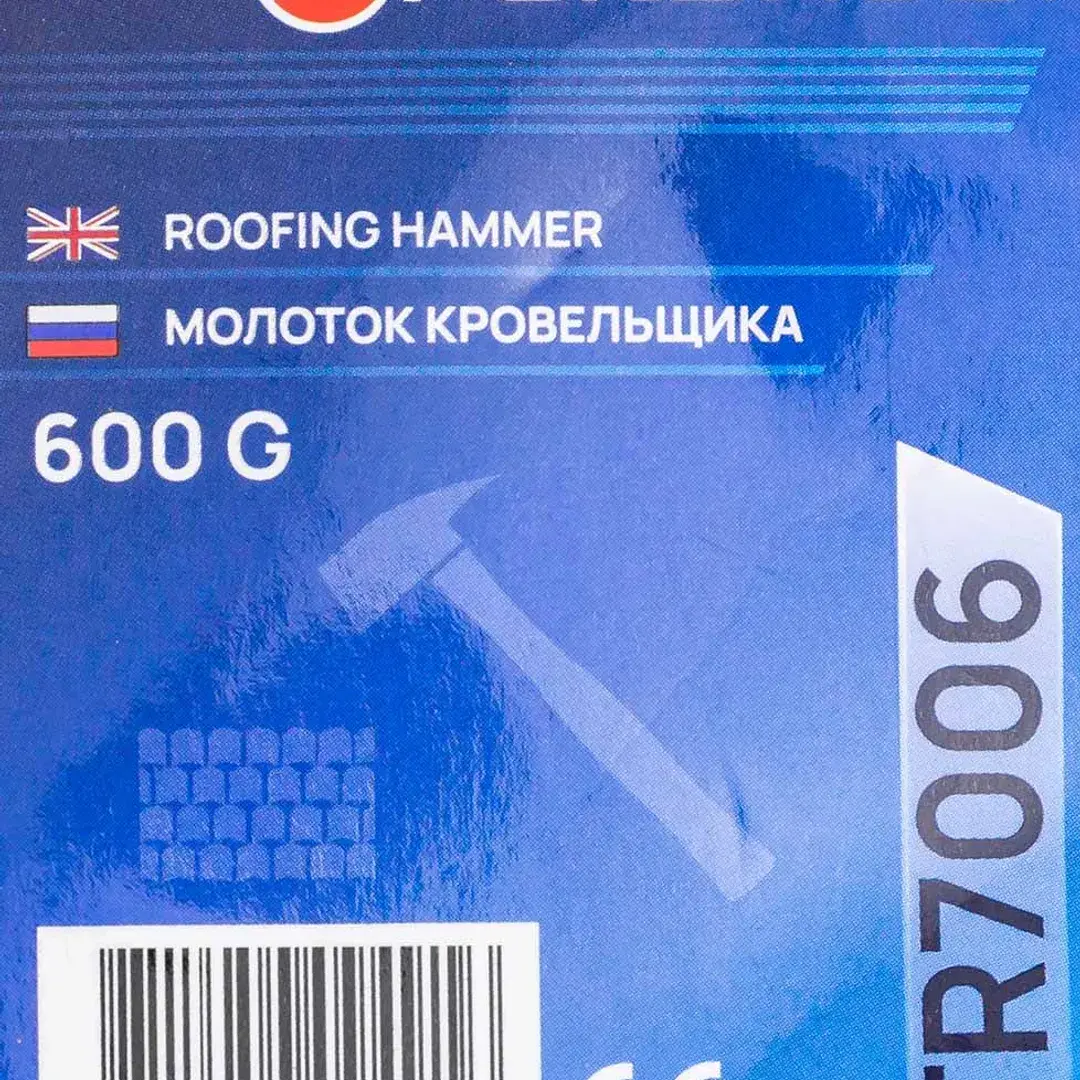 ROOFING HAMMER
МОЛОТОК КРОВЕЛЬЩИКА
600 G
R7006